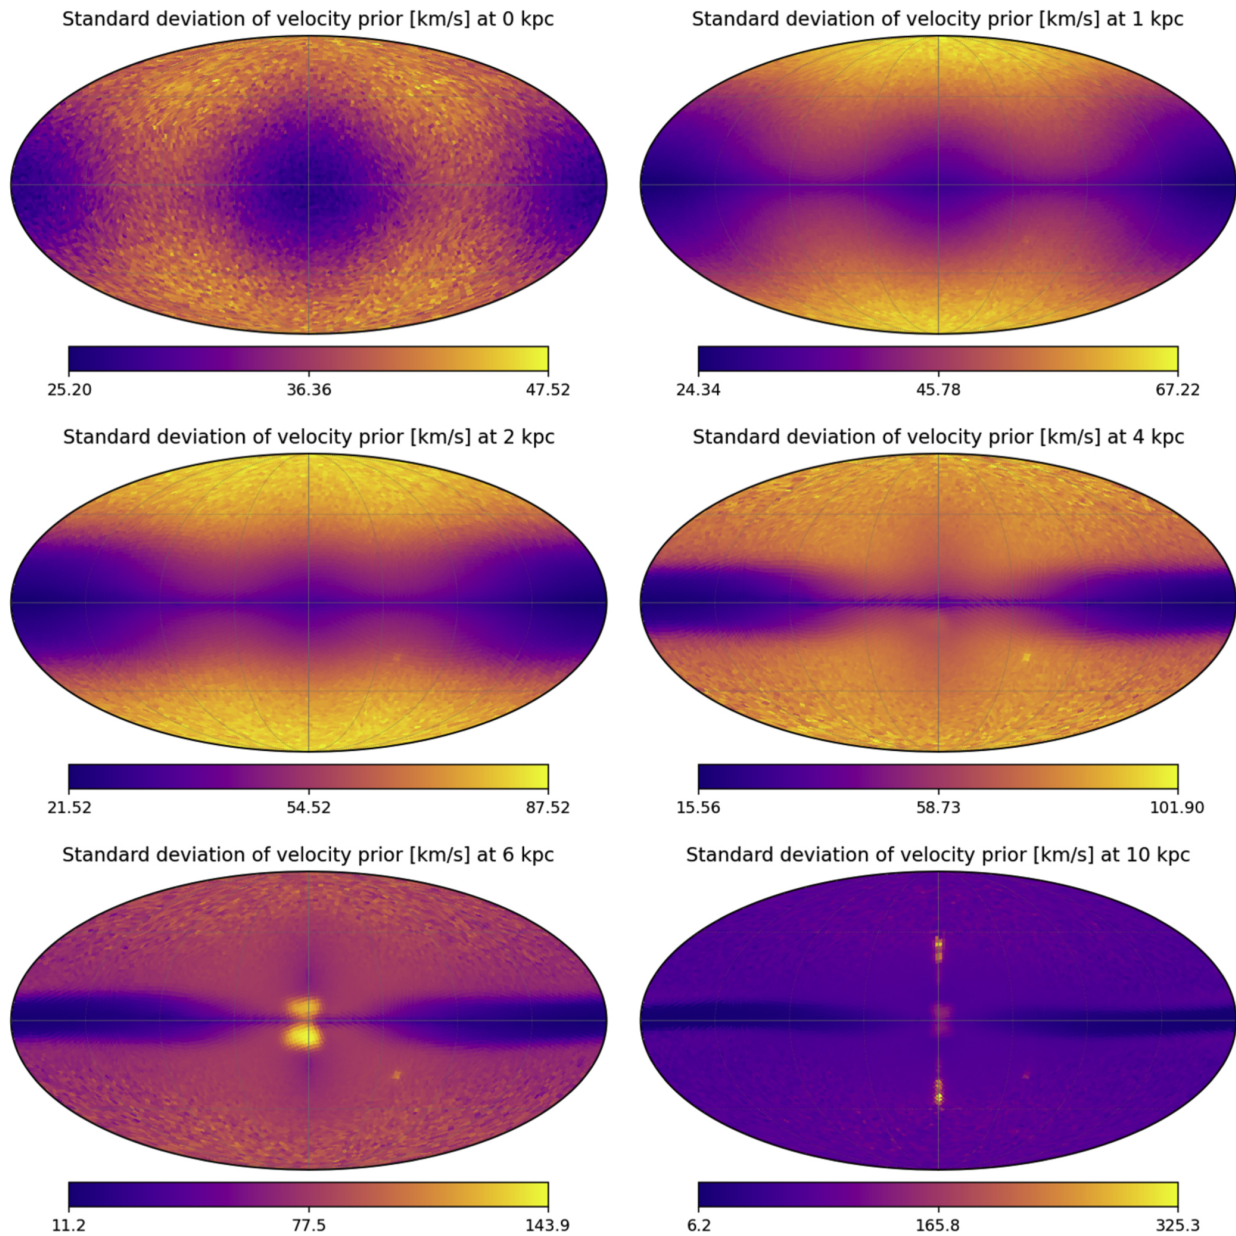 Standard deviation of velocity prior [km/s] at 0 kpc
25.20 36.36 47.52
Standard deviation of velocity prior [km/s] at 1 kpc
24.34 45.78 67.22
Standard deviation of velocity prior [km/s] at 2 kpc
21.52 54.52 87.52
Standard deviation of velocity prior [km/s] at 4 kpc
15.56 58.73 101.90
Standard deviation of velocity prior [km/s] at 6 kpc
11.2 77.5 143.9
Standard deviation of velocity prior [km/s] at 10 kpc
6.2 165.8 325.3